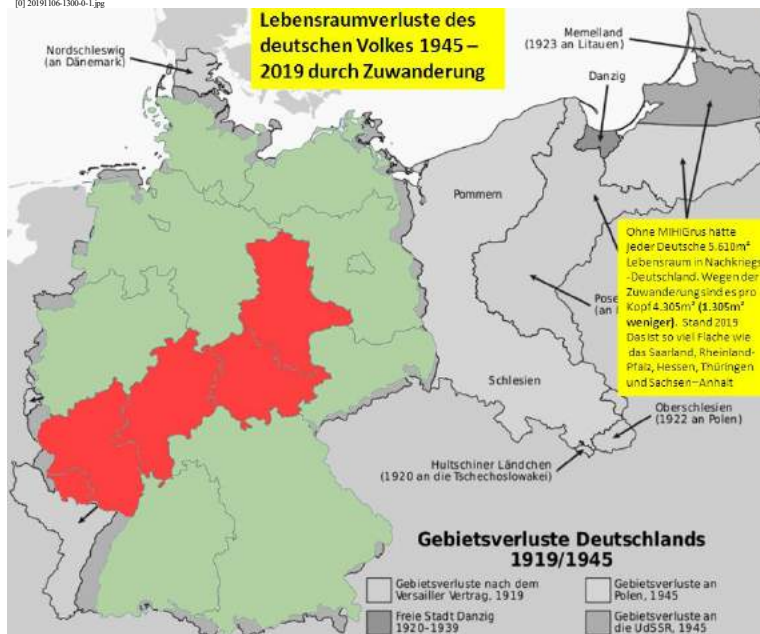 [0] 20191106-1300-0-1.jpg
Lebensraumverluste des
deutschen Volkes 1945 –
2019 durch Zuwanderung
Nordschleswig
(an Dänemark)
Memelland
(1923 an Litauen)
Danzig
Pommern
Ohne MIHiGrus hätte
jeder Deutsche 5.610m²
Lebensraum in Nachkriegs
-Deutschland. Wegen der
Zuwanderung sind es pro
Kopf 4.305m² (1.305m²
weniger). Stand 2019
Das ist so viel Fläche wie
das Saarland, Rheinland-
Pfalz, Hessen, Thüringen
und Sachsen–Anhalt
Schlesien
Oberschlesien
(1922 an Polen)
Hultschiner Ländchen
(1920 an die Tschechoslowakei)
Gebietsverluste Deutschlands
1919/1945
Gebietsverluste nach dem
Versailler Vertrag, 1919
Gebietsverluste an
Polen, 1945
Freie Stadt Danzig
1920–1939
Gebietsverluste an
die UdSSR, 1945